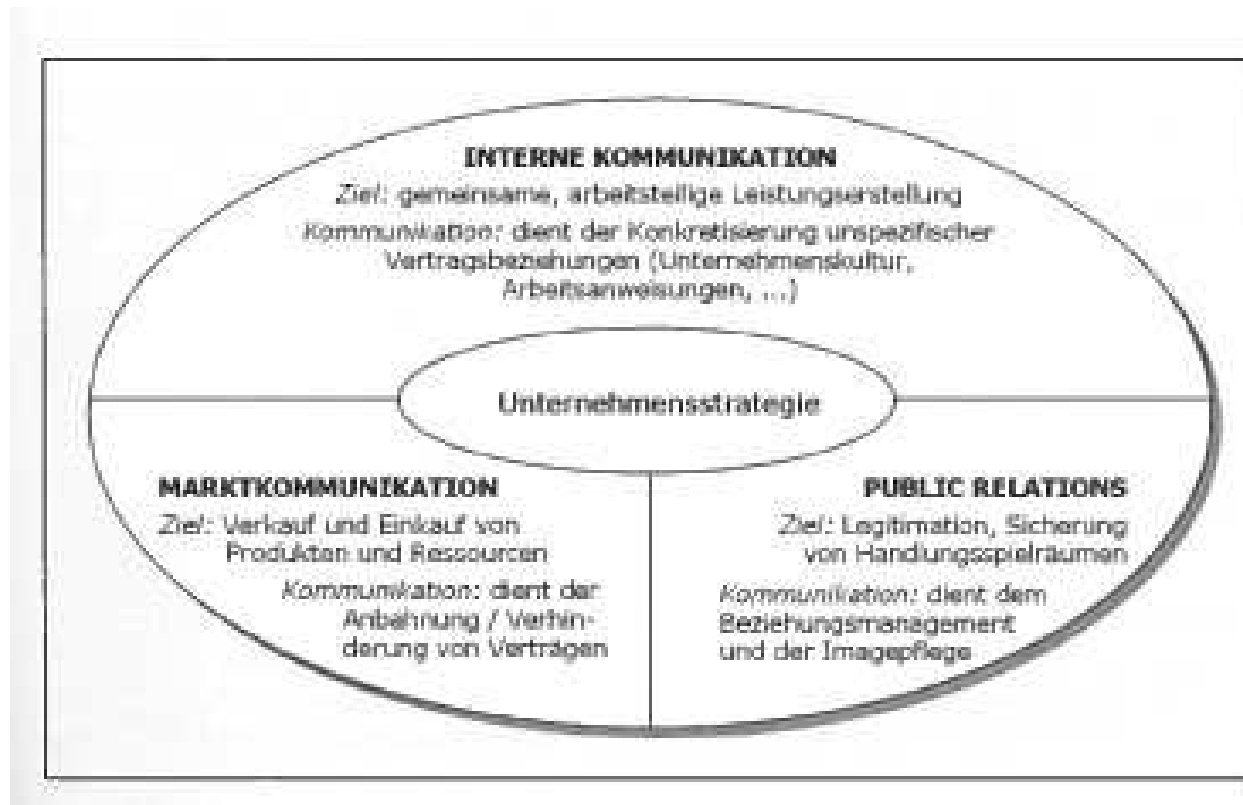 INTERNE KOMMUNIKATION
Ziel: gemeinsame, arbeitsteilige Leistungserstellung
Kommunikation: dient der Konkretisierung unspezifischer
Vertragsbeziehungen (Unternehmenskultur,
Arbeitsanweisungen, ...)
Unternehmensstrategie
MARKTKOMMUNIKATION
Ziel: Verkauf und Einkauf von
Produkten und Ressourcen
Kommunikation: dient der
Anbahnung / Verhin-
derung von Verträgen
PUBLIC RELATIONS
Ziel: Legitimation, Sicherung
von Handlungsspielräumen
Kommunikation: dient dem
Beziehungsmanagement
und der Imagepflege